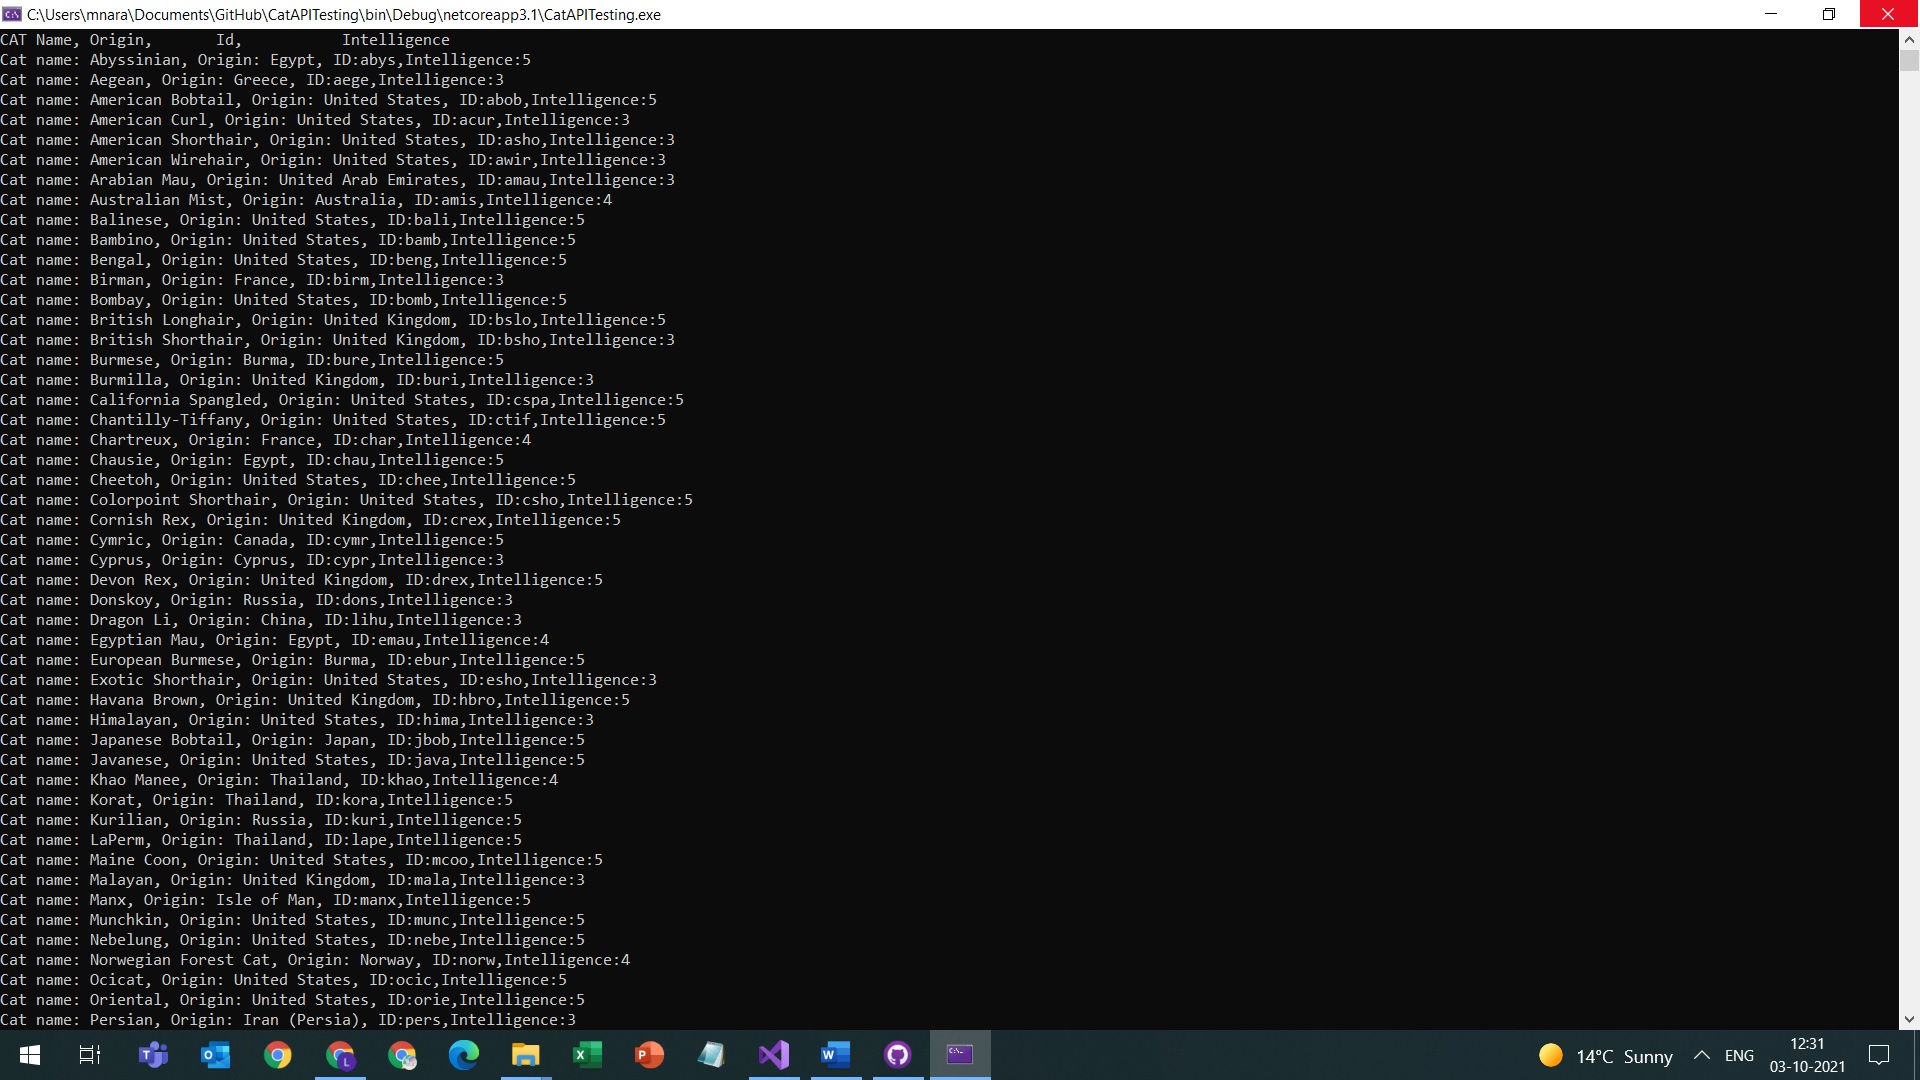 C:\Users\mnara\Documents\GitHub\CatAPITesting\bin\Debug\netcoreapp3.1\CatAPITesting.exe
CAT Name, Origin,       Id,           Intelligence
Cat name: Abyssinian, Origin: Egypt, ID:abys,Intelligence:5
Cat name: Aegean, Origin: Greece, ID:aege,Intelligence:3
Cat name: American Bobtail, Origin: United States, ID:abob,Intelligence:5
Cat name: American Curl, Origin: United States, ID:acur,Intelligence:3
Cat name: American Shorthair, Origin: United States, ID:asho,Intelligence:3
Cat name: American Wirehair, Origin: United States, ID:awir,Intelligence:3
Cat name: Arabian Mau, Origin: United Arab Emirates, ID:amau,Intelligence:3
Cat name: Australian Mist, Origin: Australia, ID:amis,Intelligence:4
Cat name: Balinese, Origin: United States, ID:bali,Intelligence:5
Cat name: Bambino, Origin: United States, ID:bamb,Intelligence:5
Cat name: Bengal, Origin: United States, ID:beng,Intelligence:5
Cat name: Birman, Origin: France, ID:birm,Intelligence:3
Cat name: Bombay, Origin: United States, ID:bomb,Intelligence:5
Cat name: British Longhair, Origin: United Kingdom, ID:bslo,Intelligence:5
Cat name: British Shorthair, Origin: United Kingdom, ID:bsho,Intelligence:3
Cat name: Burmese, Origin: Burma, ID:bure,Intelligence:5
Cat name: Burmilla, Origin: United Kingdom, ID:buri,Intelligence:3
Cat name: California Spangled, Origin: United States, ID:cspa,Intelligence:5
Cat name: Chantilly-Tiffany, Origin: United States, ID:ctif,Intelligence:5
Cat name: Chartreux, Origin: France, ID:char,Intelligence:4
Cat name: Chausie, Origin: Egypt, ID:chau,Intelligence:5
Cat name: Cheetoh, Origin: United States, ID:chee,Intelligence:5
Cat name: Colorpoint Shorthair, Origin: United States, ID:csho,Intelligence:5
Cat name: Cornish Rex, Origin: United Kingdom, ID:crex,Intelligence:5
Cat name: Cymric, Origin: Canada, ID:cymr,Intelligence:5
Cat name: Cyprus, Origin: Cyprus, ID:cypr,Intelligence:3
Cat name: Devon Rex, Origin: United Kingdom, ID:drex,Intelligence:5
Cat name: Donskoy, Origin: Russia, ID:dons,Intelligence:3
Cat name: Dragon Li, Origin: China, ID:lihu,Intelligence:3
Cat name: Egyptian Mau, Origin: Egypt, ID:emau,Intelligence:4
Cat name: European Burmese, Origin: Burma, ID:ebur,Intelligence:5
Cat name: Exotic Shorthair, Origin: United States, ID:esho,Intelligence:3
Cat name: Havana Brown, Origin: United Kingdom, ID:hbro,Intelligence:5
Cat name: Himalayan, Origin: United States, ID:hima,Intelligence:3
Cat name: Japanese Bobtail, Origin: Japan, ID:jbob,Intelligence:5
Cat name: Javanese, Origin: United States, ID:java,Intelligence:5
Cat name: Khao Manee, Origin: Thailand, ID:khao,Intelligence:4
Cat name: Korat, Origin: Thailand, ID:kora,Intelligence:5
Cat name: Kurilian, Origin: Russia, ID:kuri,Intelligence:5
Cat name: LaPerm, Origin: Thailand, ID:lape,Intelligence:5
Cat name: Maine Coon, Origin: United States, ID:mcoo,Intelligence:5
Cat name: Malayan, Origin: United Kingdom, ID:mala,Intelligence:3
Cat name: Manx, Origin: Isle of Man, ID:manx,Intelligence:5
Cat name: Munchkin, Origin: United States, ID:munc,Intelligence:5
Cat name: Nebelung, Origin: United States, ID:nebe,Intelligence:5
Cat name: Norwegian Forest Cat, Origin: Norway, ID:norw,Intelligence:4
Cat name: Ocicat, Origin: United States, ID:ocic,Intelligence:5
Cat name: Oriental, Origin: United States, ID:orie,Intelligence:5
Cat name: Persian, Origin: Iran (Persia), ID:pers,Intelligence:3
14°C Sunny
ENG
12:31
03-10-2021